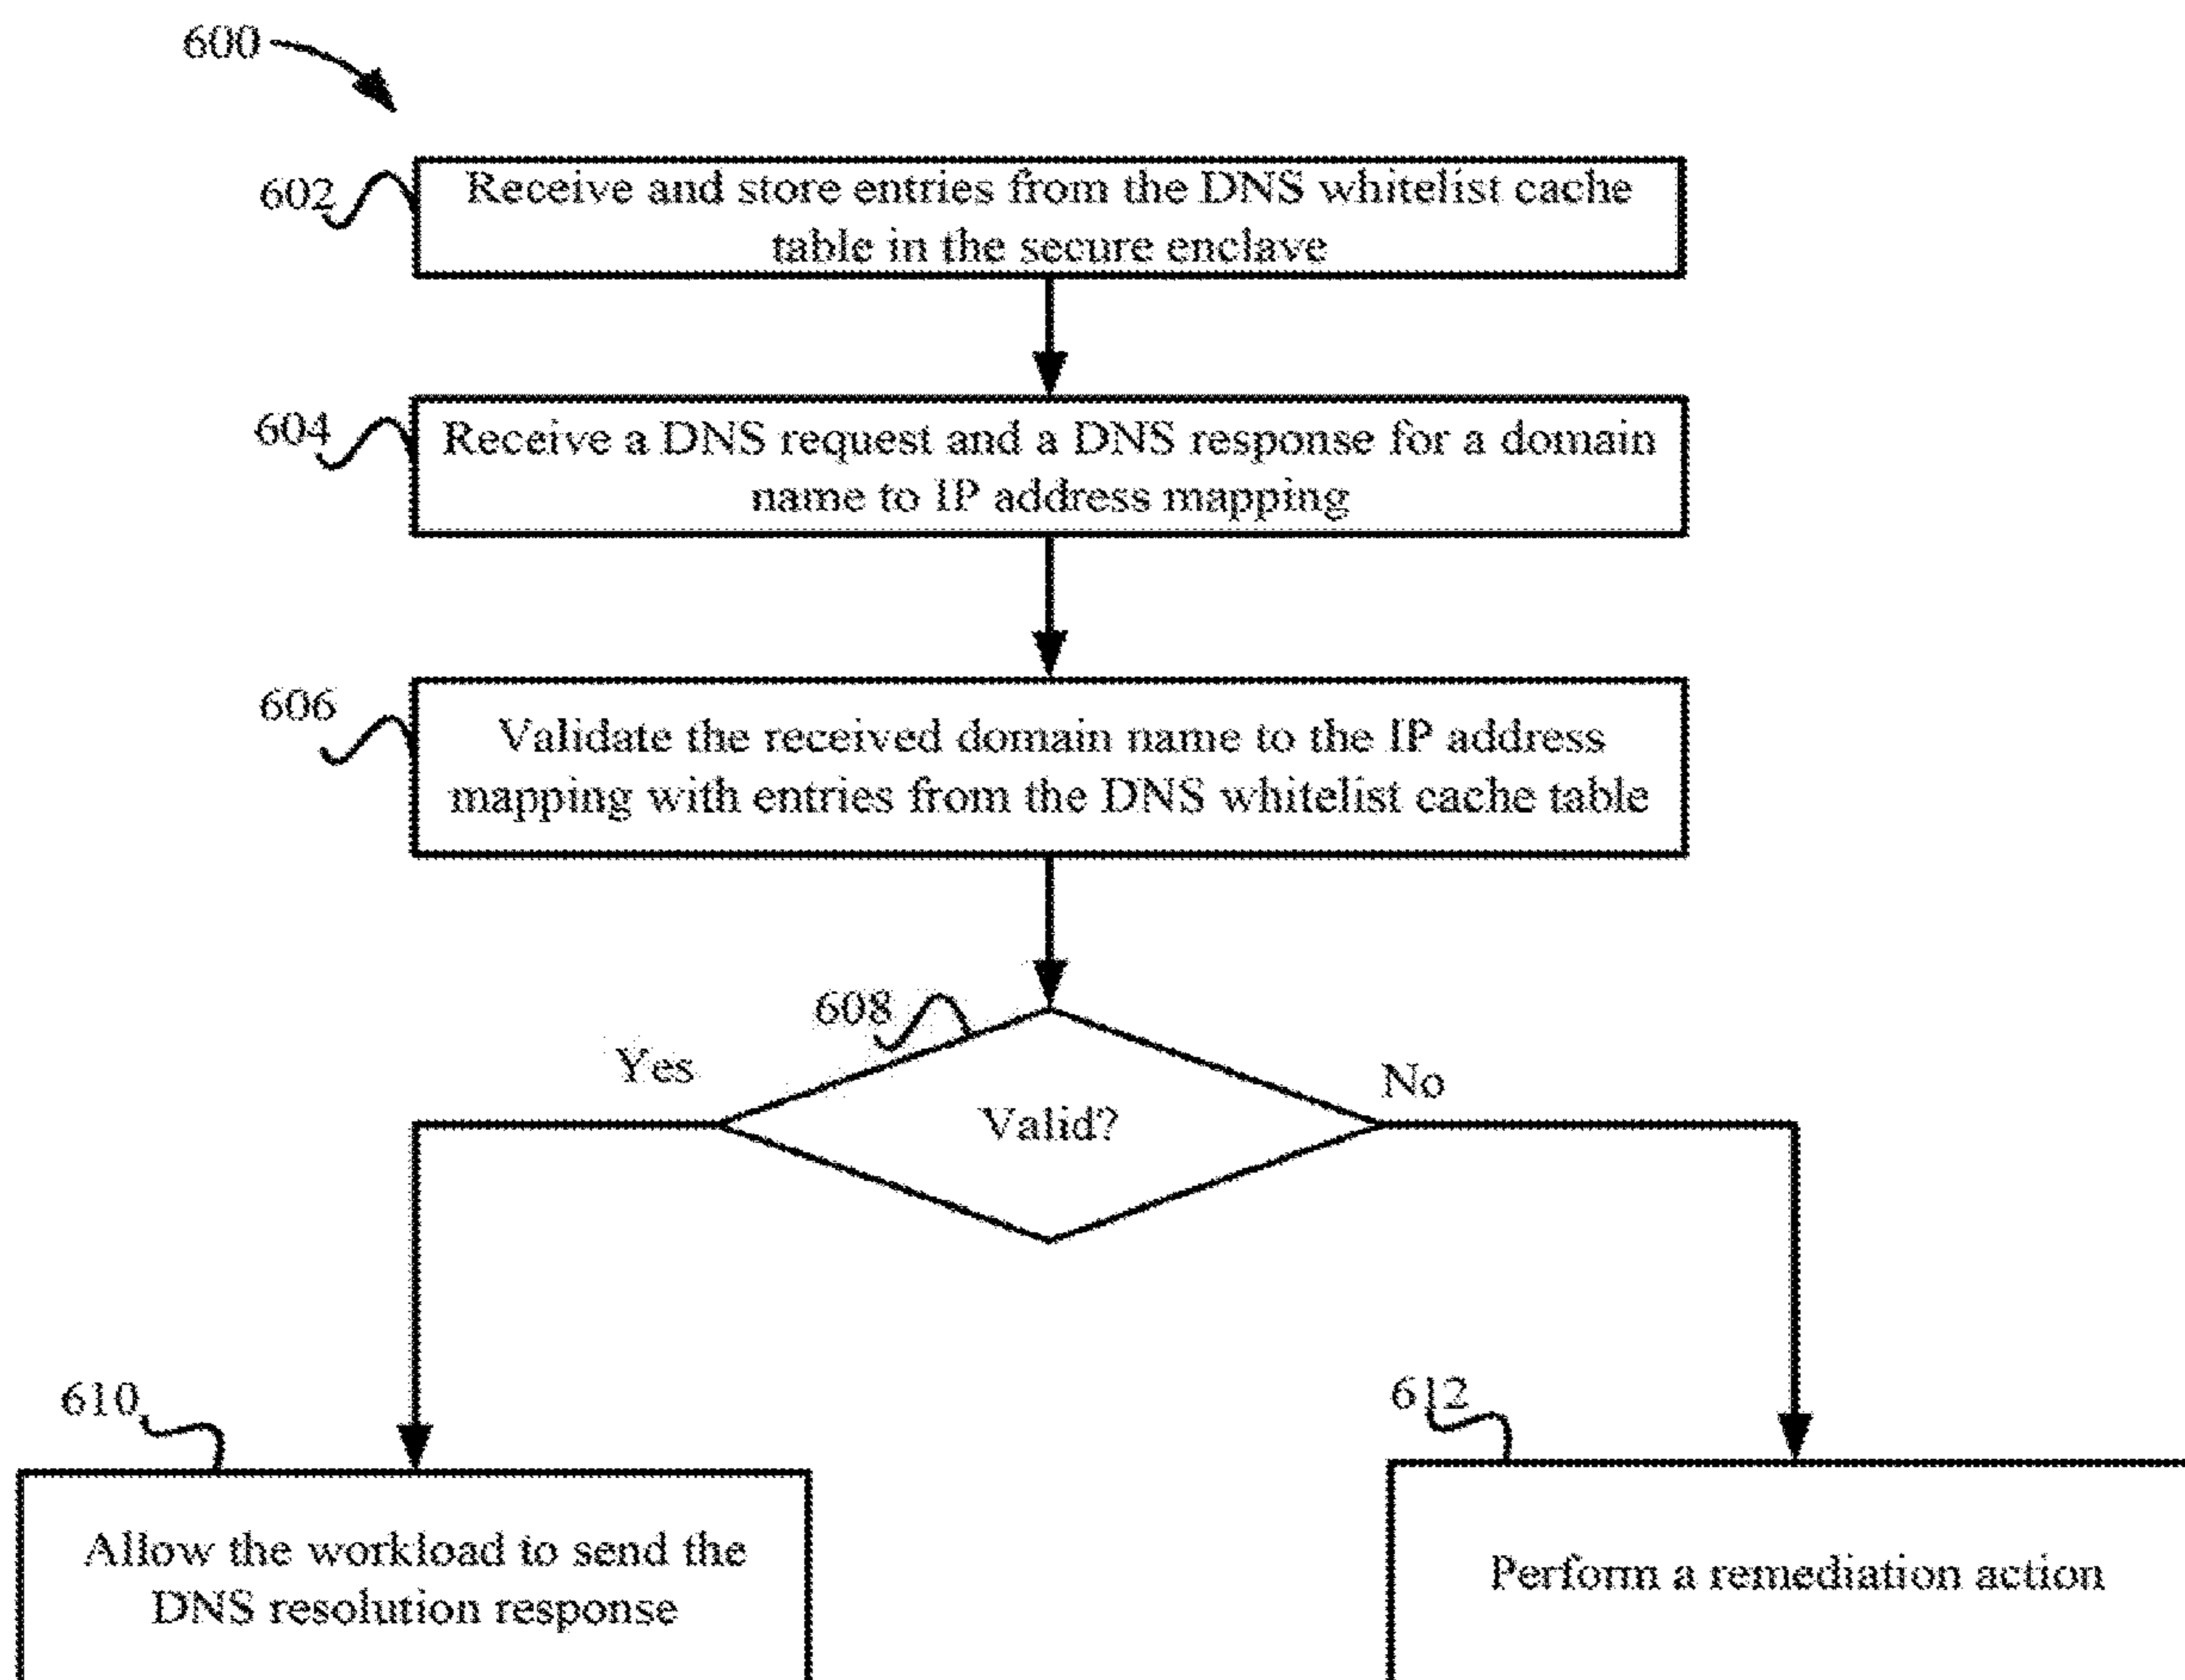 600
602
Receive and store entries from the DNS whitelist cache
table in the secure enclave
604
Receive a DNS request and a DNS response for a domain
name to IP address mapping
606
Validate the received domain name to the IP address
mapping with entries from the DNS whitelist cache table
608
Yes
No
Valid?
610
612
Allow the workload to send the
DNS resolution response
Perform a remediation action